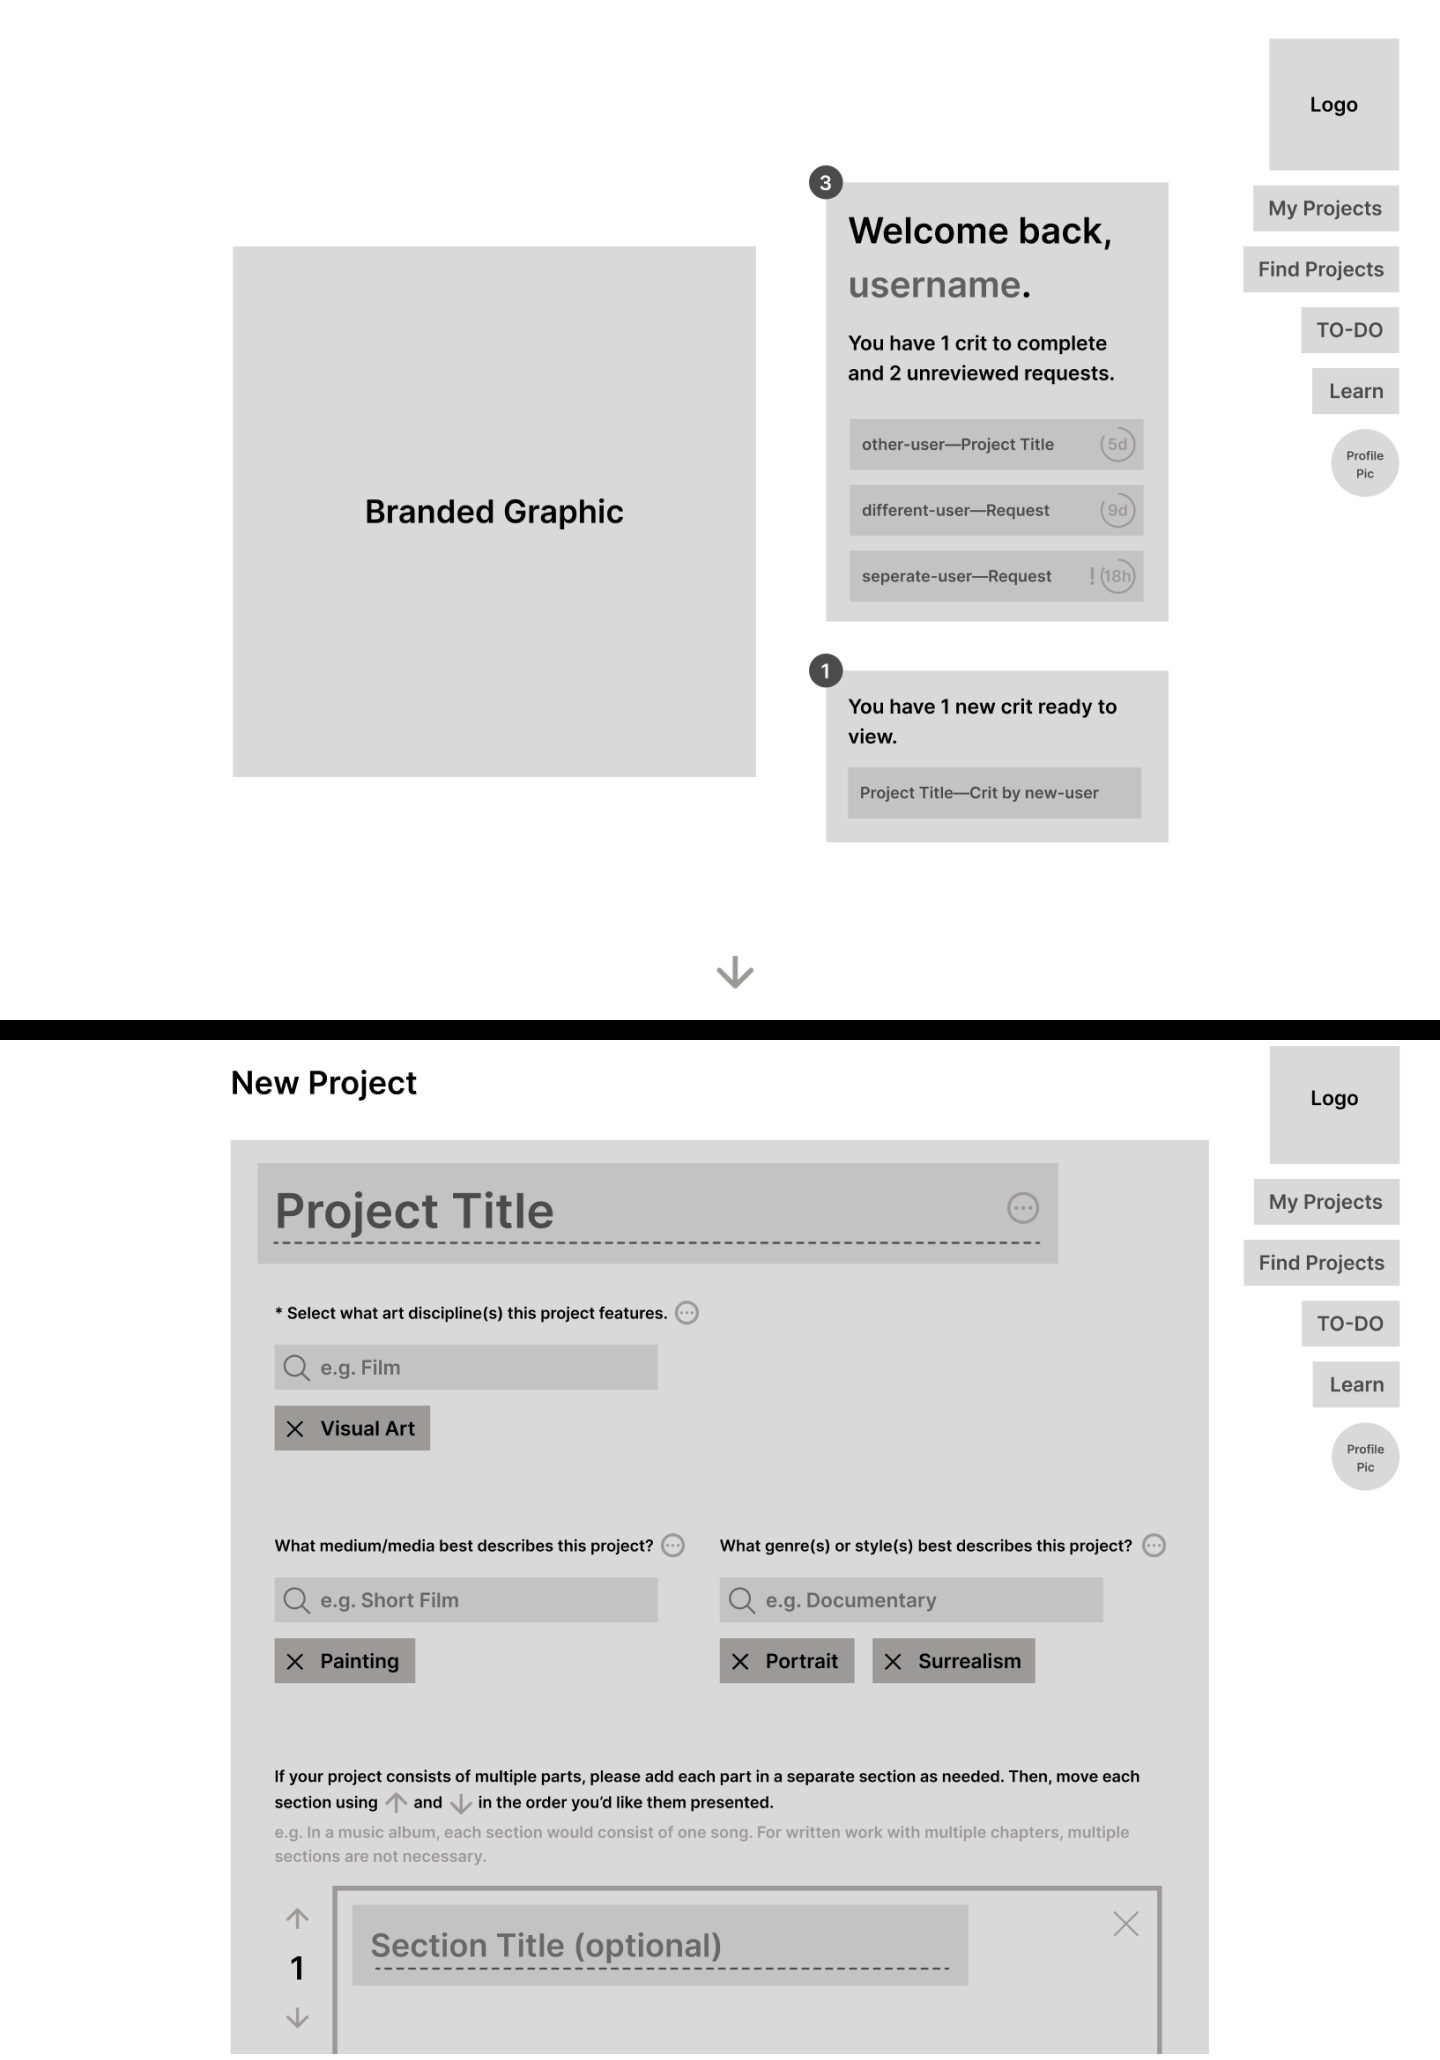 Logo
My Projects
Find Projects
TO-DO
Learn
Profile
Pic
Branded Graphic
3
Welcome back,
username.
You have 1 crit to complete
and 2 unreviewed requests.
other-user—Project Title 5d
different-user—Request 9d
seperate-user—Request ! 18h
1
You have 1 new crit ready to
view.
Project Title—Crit by new-user
New Project
Logo
My Projects
Find Projects
TO-DO
Learn
Profile
Pic
Project Title
* Select what art discipline(s) this project features.
e.g. Film
Visual Art
What medium/media best describes this project?
e.g. Short Film
Painting
What genre(s) or style(s) best describes this project?
e.g. Documentary
Portrait Surrealism
If your project consists of multiple parts, please add each part in a separate section as needed. Then, move each
section using ↑ and ↓ in the order you’d like them presented.
e.g. In a music album, each section would consist of one song. For written work with multiple chapters, multiple
sections are not necessary.
1
Section Title (optional)